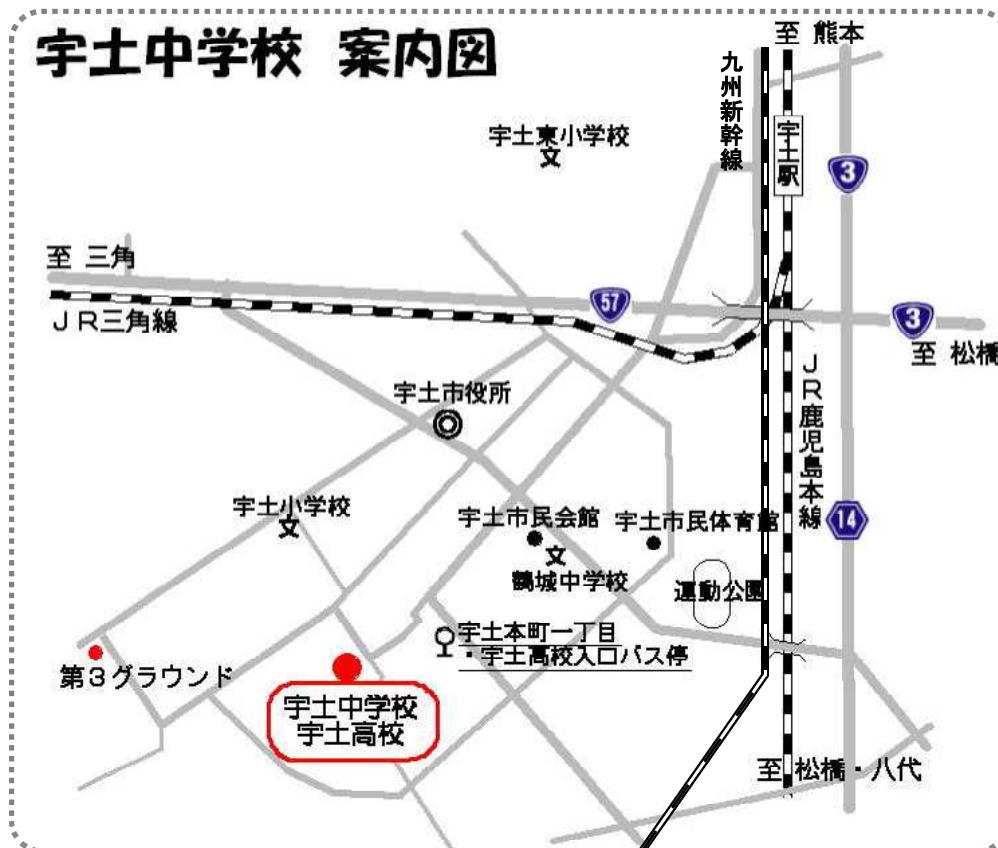 宇土中学校 案内図
至 熊本
九州新幹線
宇土駅
3
宇土東小学校
文
至 三角
JR三角線
57
3
至 松橋
宇土市役所
JR鹿児島本線
宇土小学校
文
宇土市民会館
宇土市民体育館
14
文
鶴城中学校
運動公園
宇土本町一丁目
・宇土高校入口バス停
第3グラウンド
宇土中学校
宇土高校
至 松橋・八代